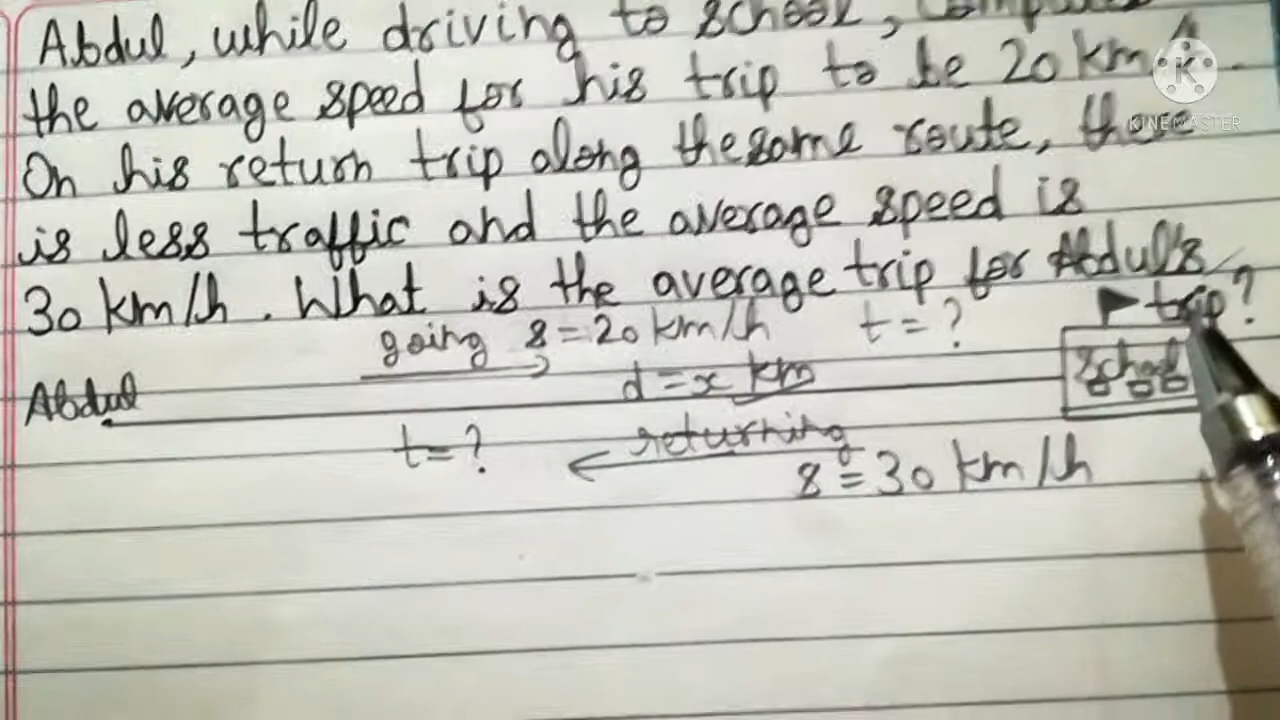 Abdul, while driving to school,
the average speed for his trip to be 20 km/h.
On his return trip along the same route,
is less traffic and the average speed is
30 km/h. What is the average trip for Abdul's
trip?
going s = 20 km/h t = ?
d = x km
School
Abdul
returning
t = ?
s = 30 km/h
K
KINEMASTER